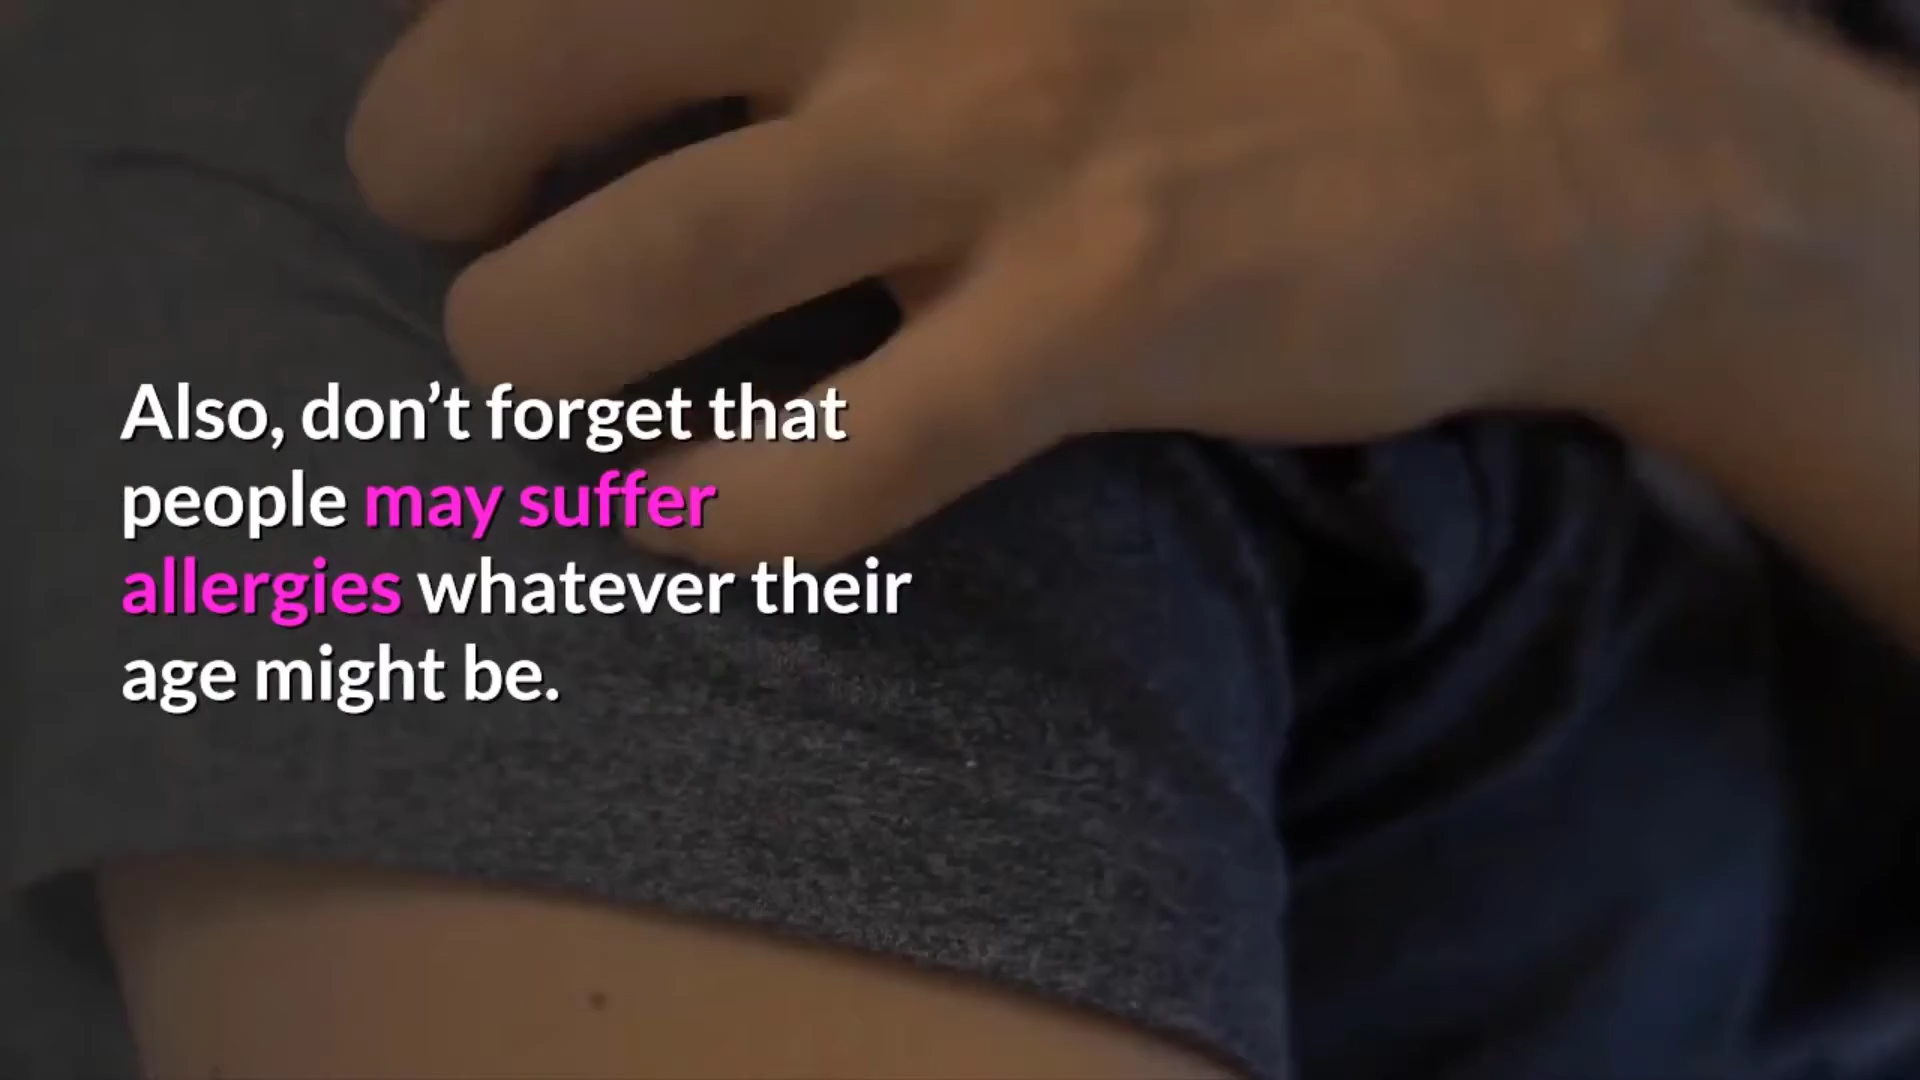 Also, don’t forget that
people may suffer
allergies whatever their
age might be.